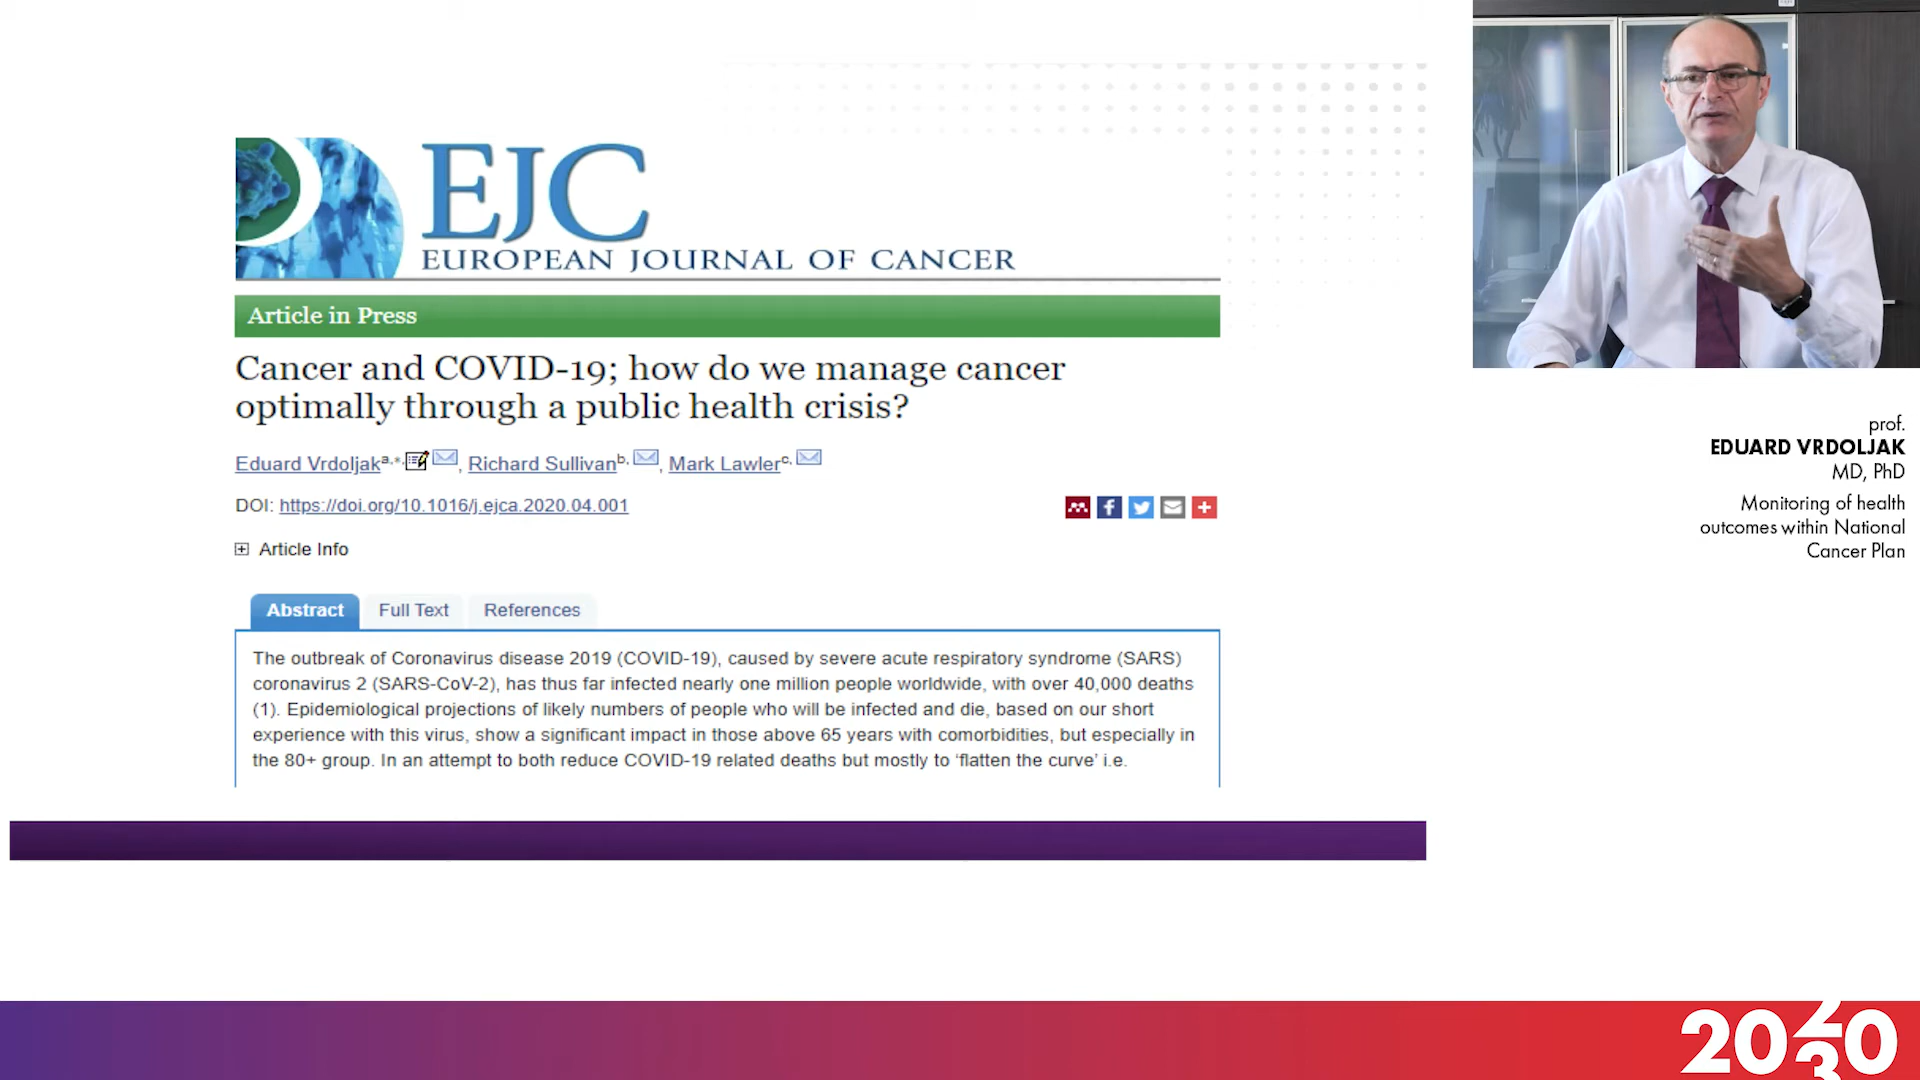 EJC
EUROPEAN JOURNAL OF CANCER
Article in Press
Cancer and COVID-19; how do we manage cancer
optimally through a public health crisis?
Eduard Vrdoljak a,*, , Richard Sullivan b, , Mark Lawler c,
DOI: https://doi.org/10.1016/j.ejca.2020.04.001
Article Info
Abstract Full Text References
The outbreak of Coronavirus disease 2019 (COVID-19), caused by severe acute respiratory syndrome (SARS)
coronavirus 2 (SARS-CoV-2), has thus far infected nearly one million people worldwide, with over 40,000 deaths
(1). Epidemiological projections of likely numbers of people who will be infected and die, based on our short
experience with this virus, show a significant impact in those above 65 years with comorbidities, but especially in
the 80+ group. In an attempt to both reduce COVID-19 related deaths but mostly to ‘flatten the curve’ i.e.
prof.
EDUARD VRDOLJAK
MD, PhD
Monitoring of health
outcomes within National
Cancer Plan
2020
3